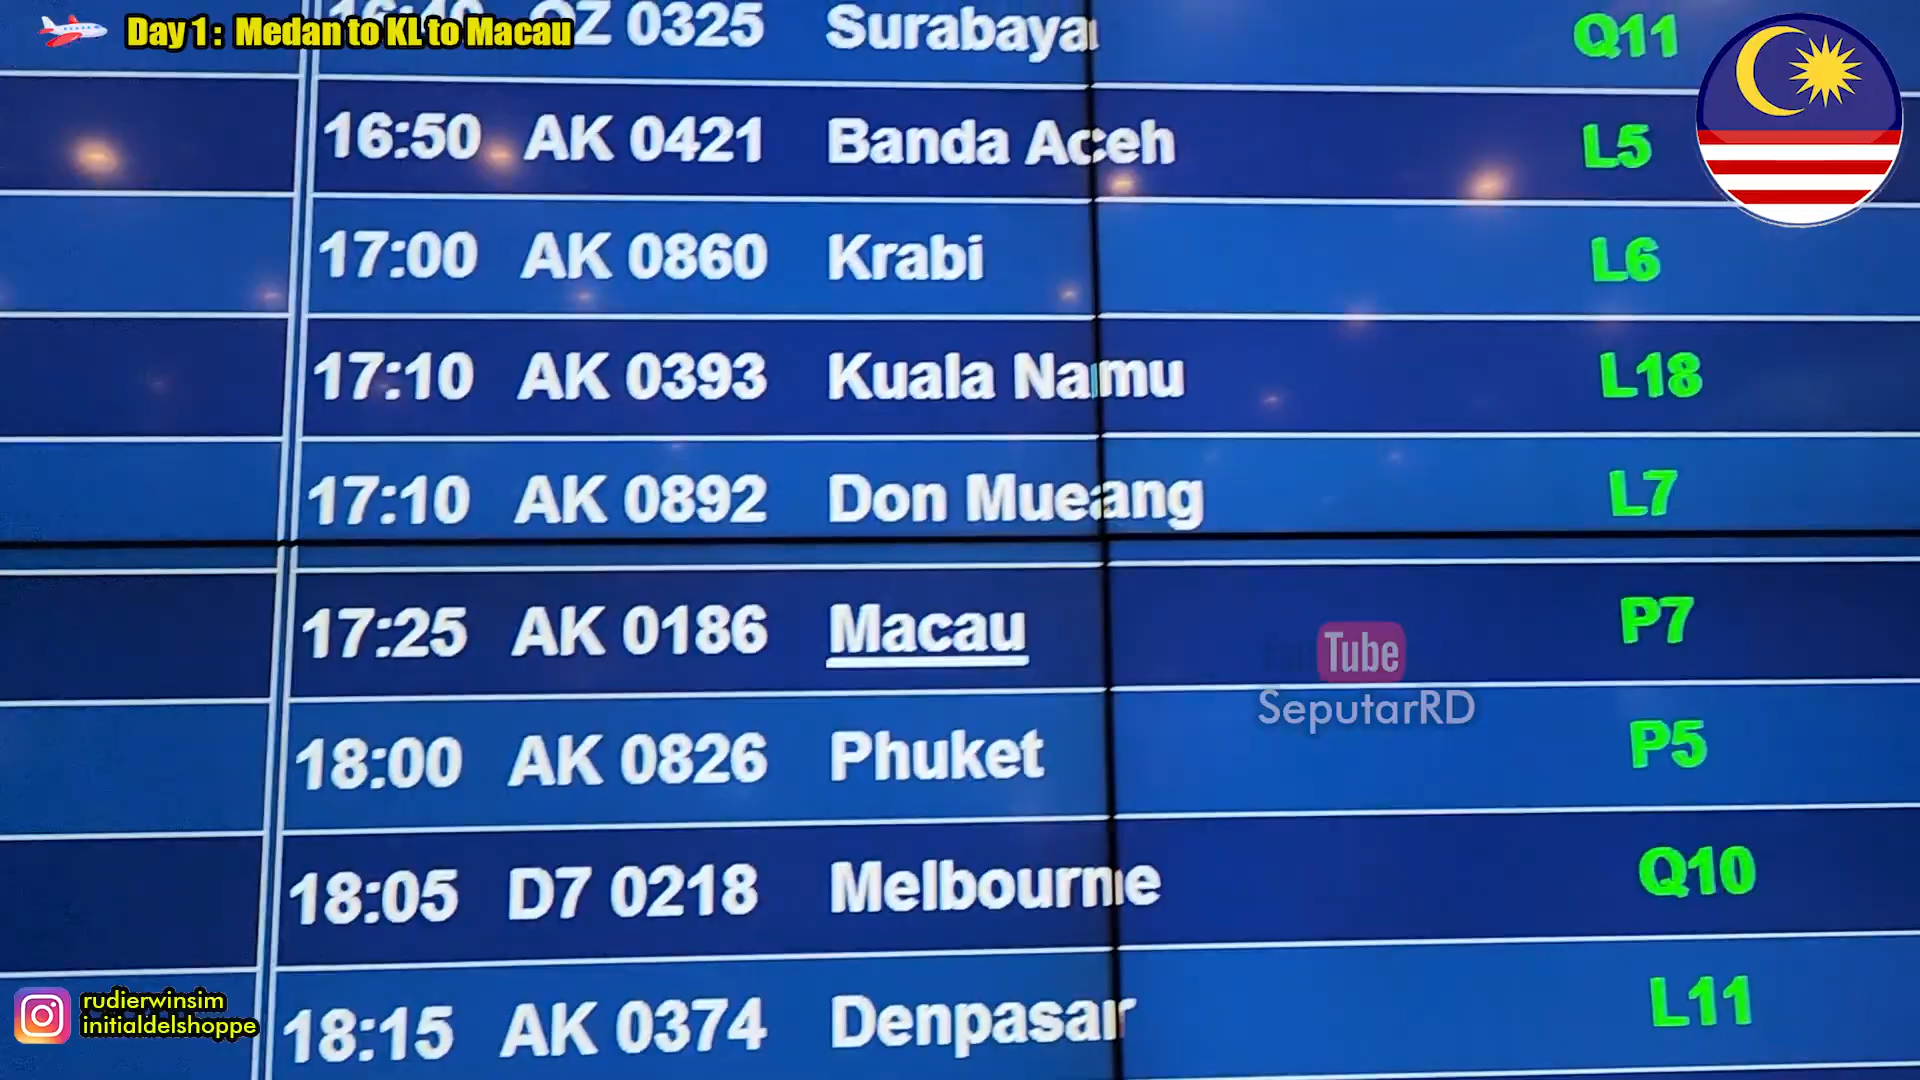 Day 1 : Medan to KL to Macau
16:40 QZ 0325 Surabaya Q11
16:50 AK 0421 Banda Aceh L5
17:00 AK 0860 Krabi L6
17:10 AK 0393 Kuala Namu L18
17:10 AK 0892 Don Mueang L7
17:25 AK 0186 Macau P7
Tube
SeputarRD
18:00 AK 0826 Phuket P5
18:05 D7 0218 Melbourne Q10
18:15 AK 0374 Denpasar L11
rudierwinsim
initialdelshoppe